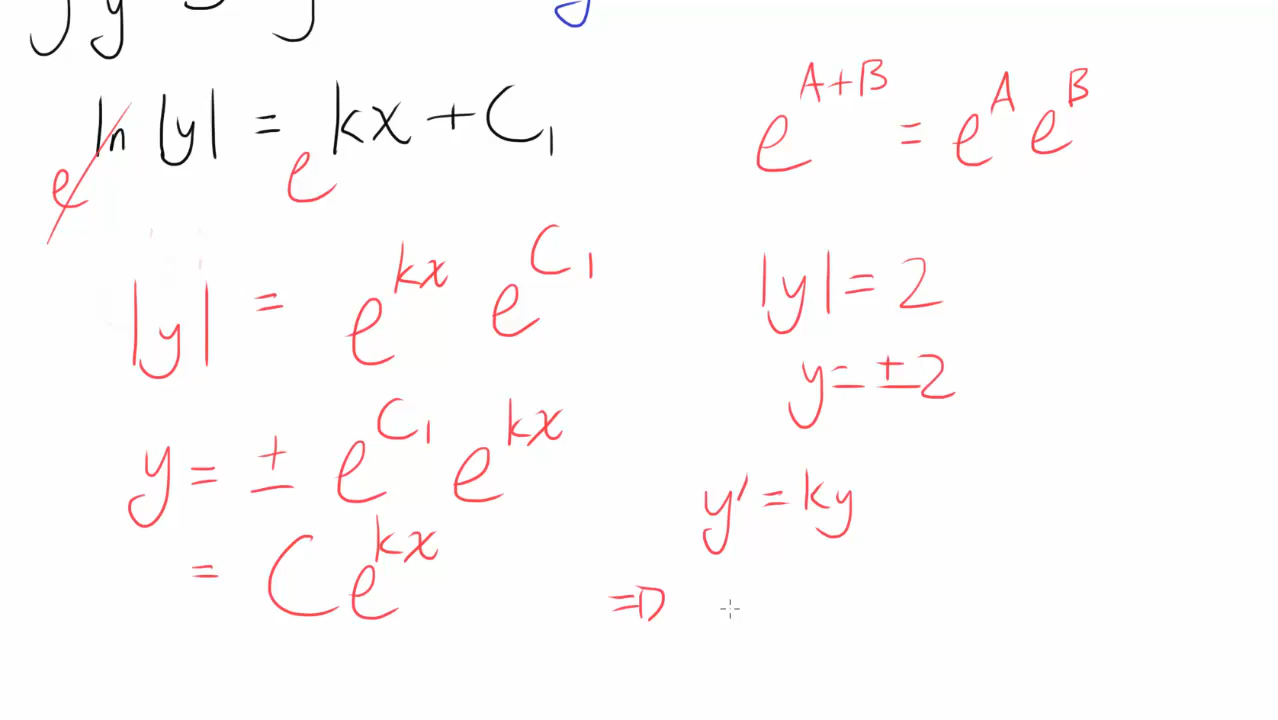 ln |y| = kx + C₁
e e
|y| = e^{kx} e^{C₁}
y = ± e^{C₁} e^{kx}
= Ce^{kx}
e^{A+B} = e^A e^B
|y| = 2
y = ±2
y' = ky
⇒